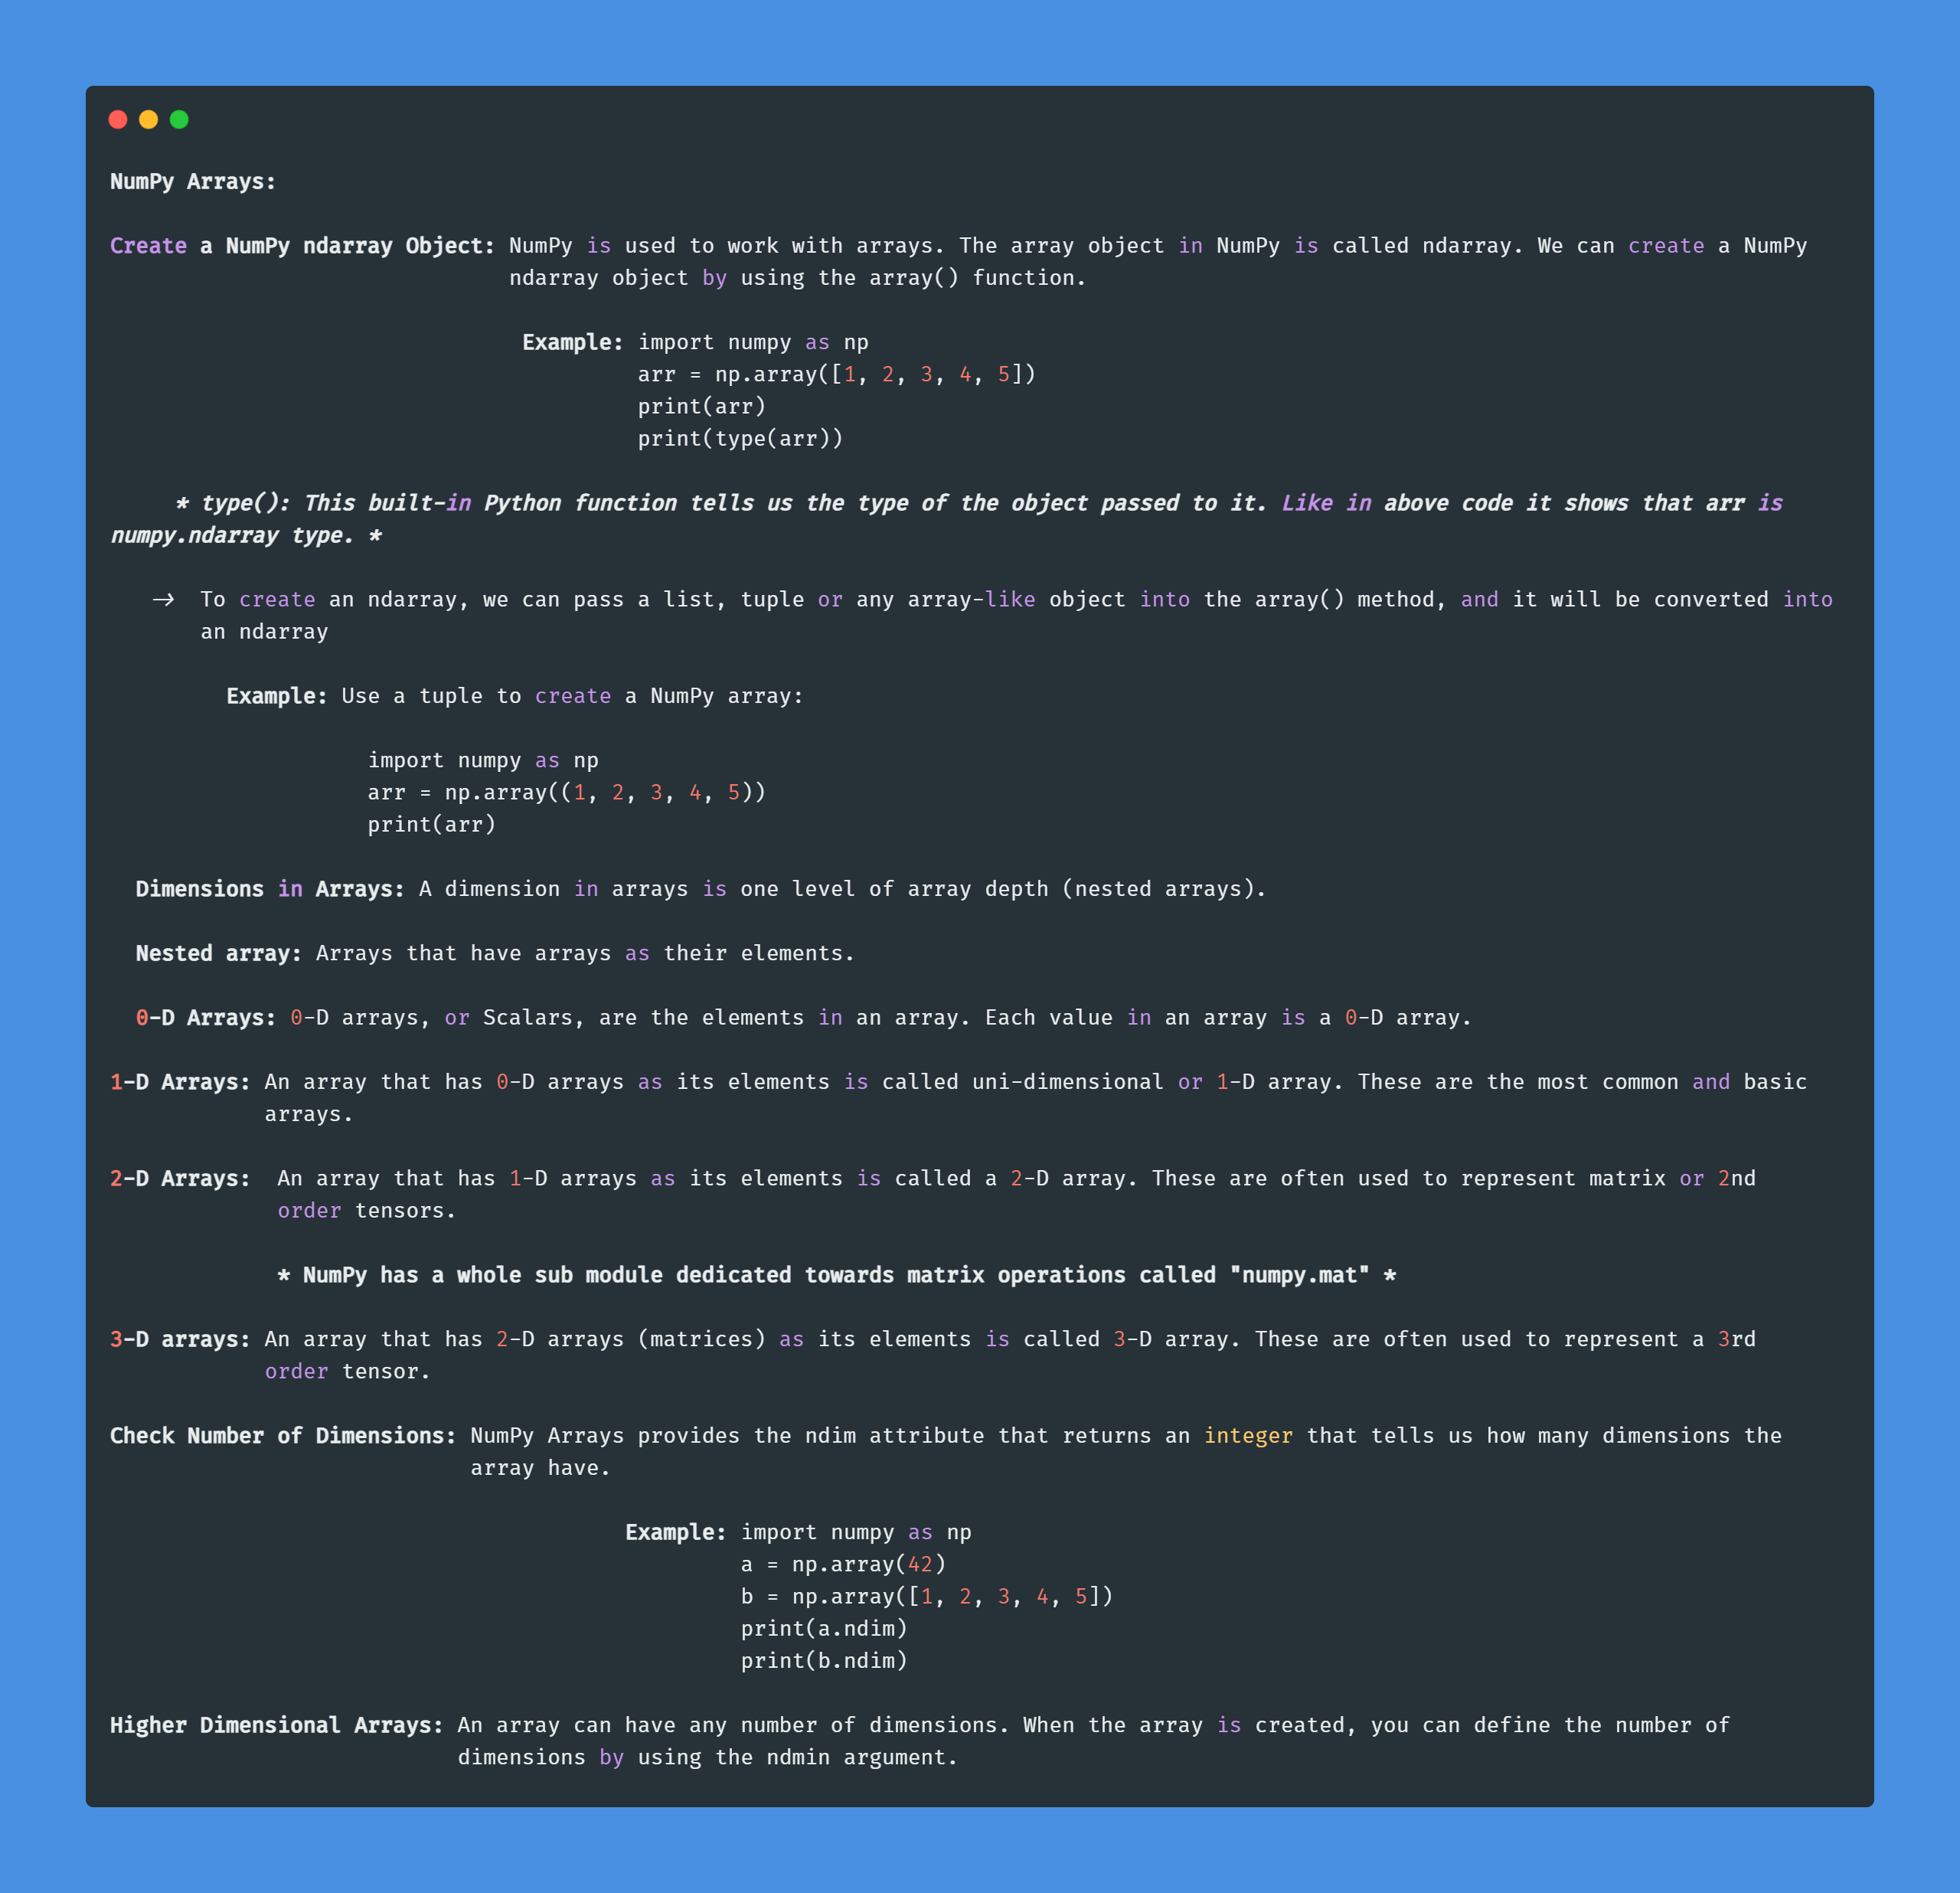 NumPy Arrays:
Create a NumPy ndarray Object: NumPy is used to work with arrays. The array object in NumPy is called ndarray. We can create a NumPy
ndarray object by using the array() function.
Example: import numpy as np
arr = np.array([1, 2, 3, 4, 5])
print(arr)
print(type(arr))
* type(): This built-in Python function tells us the type of the object passed to it. Like in above code it shows that arr is
numpy.ndarray type. *
→ To create an ndarray, we can pass a list, tuple or any array-like object into the array() method, and it will be converted into
an ndarray
Example: Use a tuple to create a NumPy array:
import numpy as np
arr = np.array((1, 2, 3, 4, 5))
print(arr)
Dimensions in Arrays: A dimension in arrays is one level of array depth (nested arrays).
Nested array: Arrays that have arrays as their elements.
0-D Arrays: 0-D arrays, or Scalars, are the elements in an array. Each value in an array is a 0-D array.
1-D Arrays: An array that has 0-D arrays as its elements is called uni-dimensional or 1-D array. These are the most common and basic
arrays.
2-D Arrays: An array that has 1-D arrays as its elements is called a 2-D array. These are often used to represent matrix or 2nd
order tensors.
* NumPy has a whole sub module dedicated towards matrix operations called "numpy.mat" *
3-D arrays: An array that has 2-D arrays (matrices) as its elements is called 3-D array. These are often used to represent a 3rd
order tensor.
Check Number of Dimensions: NumPy Arrays provides the ndim attribute that returns an integer that tells us how many dimensions the
array have.
Example: import numpy as np
a = np.array(42)
b = np.array([1, 2, 3, 4, 5])
print(a.ndim)
print(b.ndim)
Higher Dimensional Arrays: An array can have any number of dimensions. When the array is created, you can define the number of
dimensions by using the ndmin argument.